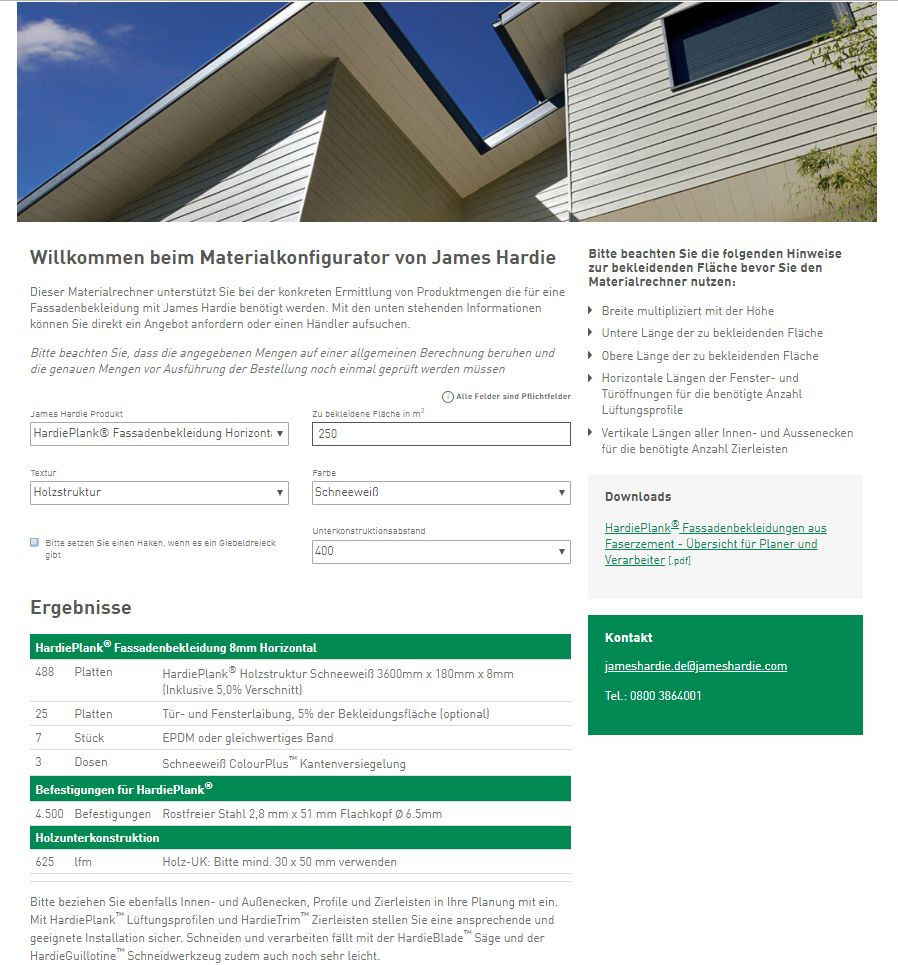 Willkommen beim Materialkonfigurator von James Hardie
Dieser Materialrechner unterstützt Sie bei der konkreten Ermittlung von Produktmengen die für eine
Fassadenbekleidung mit James Hardie benötigt werden. Mit den unten stehenden Informationen
können Sie direkt ein Angebot anfordern oder einen Händler aufsuchen.
Bitte beachten Sie, dass die angegebenen Mengen auf einer allgemeinen Berechnung beruhen und
die genauen Mengen vor Ausführung der Bestellung noch einmal geprüft werden müssen
i Alle Felder sind Pflichtfelder
James Hardie Produkt
HardiePlank® Fassadenbekleidung Horizont
Zu bekleidene Fläche in m²
250
Textur
Holzstruktur
Farbe
Schneeweiß
Bitte setzen Sie einen Haken, wenn es ein Giebeldreieck
gibt
Unterkonstruktionsabstand
400
Ergebnisse
HardiePlank® Fassadenbekleidung 8mm Horizontal
488 Platten HardiePlank® Holzstruktur Schneeweiß 3600mm x 180mm x 8mm
(Inklusive 5,0% Verschnitt)
25 Platten Tür- und Fensterlaibung, 5% der Bekleidungsfläche (optional)
7 Stück EPDM oder gleichwertiges Band
3 Dosen Schneeweiß ColourPlus™ Kantenversiegelung
Befestigungen für HardiePlank®
4.500 Befestigungen Rostfreier Stahl 2,8 mm x 51 mm Flachkopf Ø 6.5mm
Holzunterkonstruktion
625 lfm Holz-UK: Bitte mind. 30 x 50 mm verwenden
Bitte beziehen Sie ebenfalls Innen- und Außenecken, Profile und Zierleisten in Ihre Planung mit ein.
Mit HardiePlank™ Lüftungsprofilen und HardieTrim™ Zierleisten stellen Sie eine ansprechende und
geeignete Installation sicher. Schneiden und verarbeiten fällt mit der HardieBlade™ Säge und der
HardieGuillotine™ Schneidwerkzeug zudem auch noch sehr leicht.
Bitte beachten Sie die folgenden Hinweise
zur bekleidenden Fläche bevor Sie den
Materialrechner nutzen:
Breite multipliziert mit der Höhe
Untere Länge der zu bekleidenden Fläche
Obere Länge der zu bekleidenden Fläche
Horizontale Längen der Fenster- und
Türöffnungen für die benötigte Anzahl
Lüftungsprofile
Vertikale Längen aller Innen- und Aussenecken
für die benötigte Anzahl Zierleisten
Downloads
HardiePlank® Fassadenbekleidungen aus
Faserzement - Übersicht für Planer und
Verarbeiter [.pdf]
Kontakt
jameshardie.de@jameshardie.com
Tel.: 0800 3864001